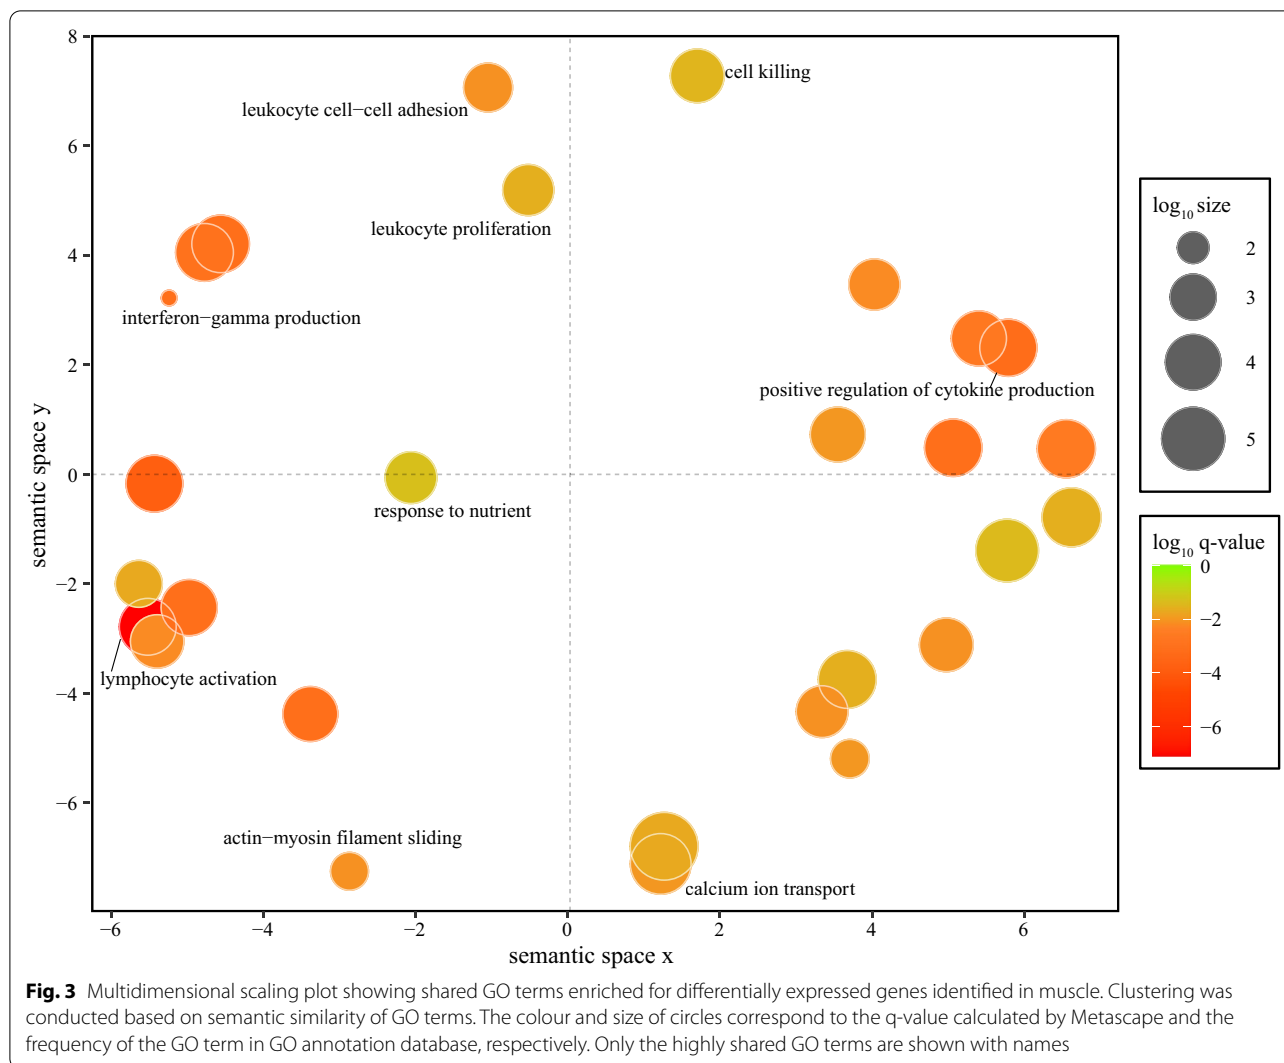 8
6
4
2
0
−2
−4
−6
semantic space y
cell killing
leukocyte cell−cell adhesion
leukocyte proliferation
interferon−gamma production
positive regulation of cytokine production
response to nutrient
lymphocyte activation
actin−myosin filament sliding
calcium ion transport
−6 −4 −2 0 2 4 6
semantic space x
log10 size
2
3
4
5
log10 q-value
0
−2
−4
−6
Fig. 3 Multidimensional scaling plot showing shared GO terms enriched for differentially expressed genes identified in muscle. Clustering was
conducted based on semantic similarity of GO terms. The colour and size of circles correspond to the q-value calculated by Metascape and the
frequency of the GO term in GO annotation database, respectively. Only the highly shared GO terms are shown with names